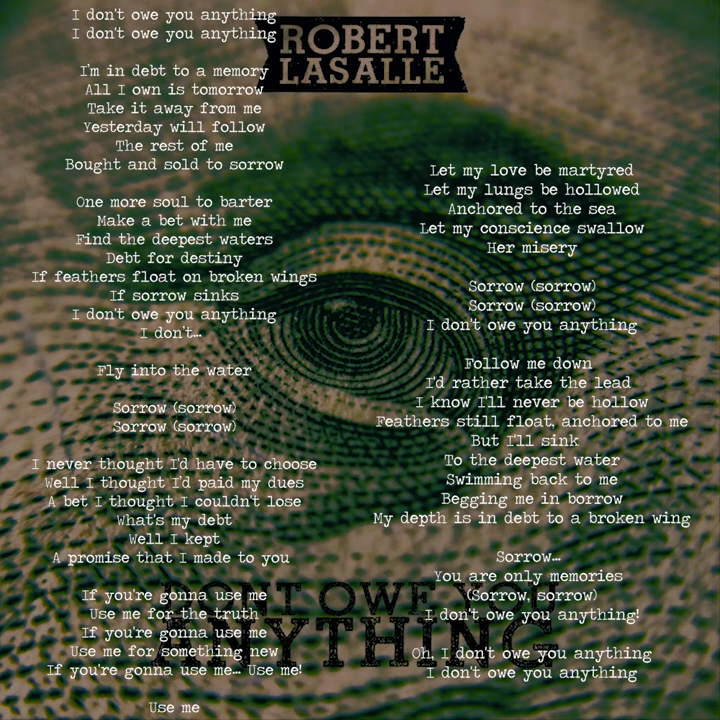 ROBERT
LASALLE
I don't owe you anything
I don't owe you anything
I'm in debt to a memory
All I own is tomorrow
Take it away from me
Yesterday will follow
The rest of me
Bought and sold to sorrow
One more soul to barter
Make a bet with me
Find the deepest waters
Debt for destiny
If feathers float on broken wings
If sorrow sinks
I don't owe you anything
I don't...
Fly into the water
Sorrow (sorrow)
Sorrow (sorrow)
I never thought I'd have to choose
Well I thought I'd paid my dues
A bet I thought I couldn't lose
What's my debt
Well I kept
A promise that I made to you
If you're gonna use me
Use me for the truth
If you're gonna use me
Use me for something new
If you're gonna use me... Use me!
Use me
Let my love be martyred
Let my lungs be hollowed
Anchored to the sea
Let my conscience swallow
Her misery
Sorrow (sorrow)
Sorrow (sorrow)
I don't owe you anything
Follow me down
I'd rather take the lead
I know I'll never be hollow
Feathers still float, anchored to me
But I'll sink
To the deepest water
Swimming back to me
Begging me in borrow
My depth is in debt to a broken wing
Sorrow...
You are only memories
(Sorrow, sorrow)
I don't owe you anything!
Oh, I don't owe you anything
I don't owe you anything
DONT OWE YOU
ANYTHING